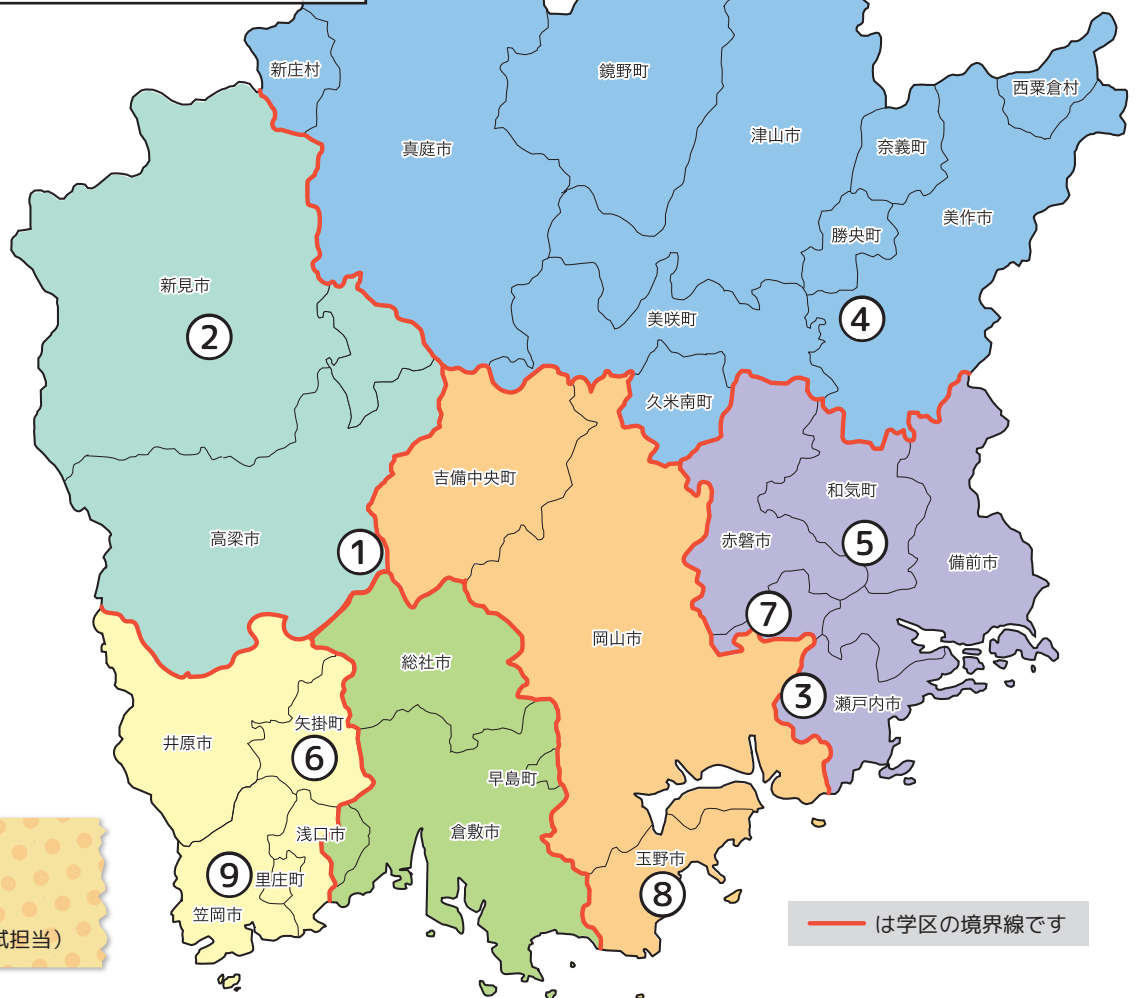 新庄村
鏡野町
西粟倉村
真庭市
津山市
奈義町
美作市
勝央町
新見市
2
美咲町
4
久米南町
吉備中央町
和気町
高梁市
1
赤磐市
5
備前市
7
岡山市
総社市
3
瀬戸内市
矢掛町
井原市
6
早島町
浅口市
倉敷市
玉野市
9
里庄町
8
笠岡市
試担当）
は学区の境界線です